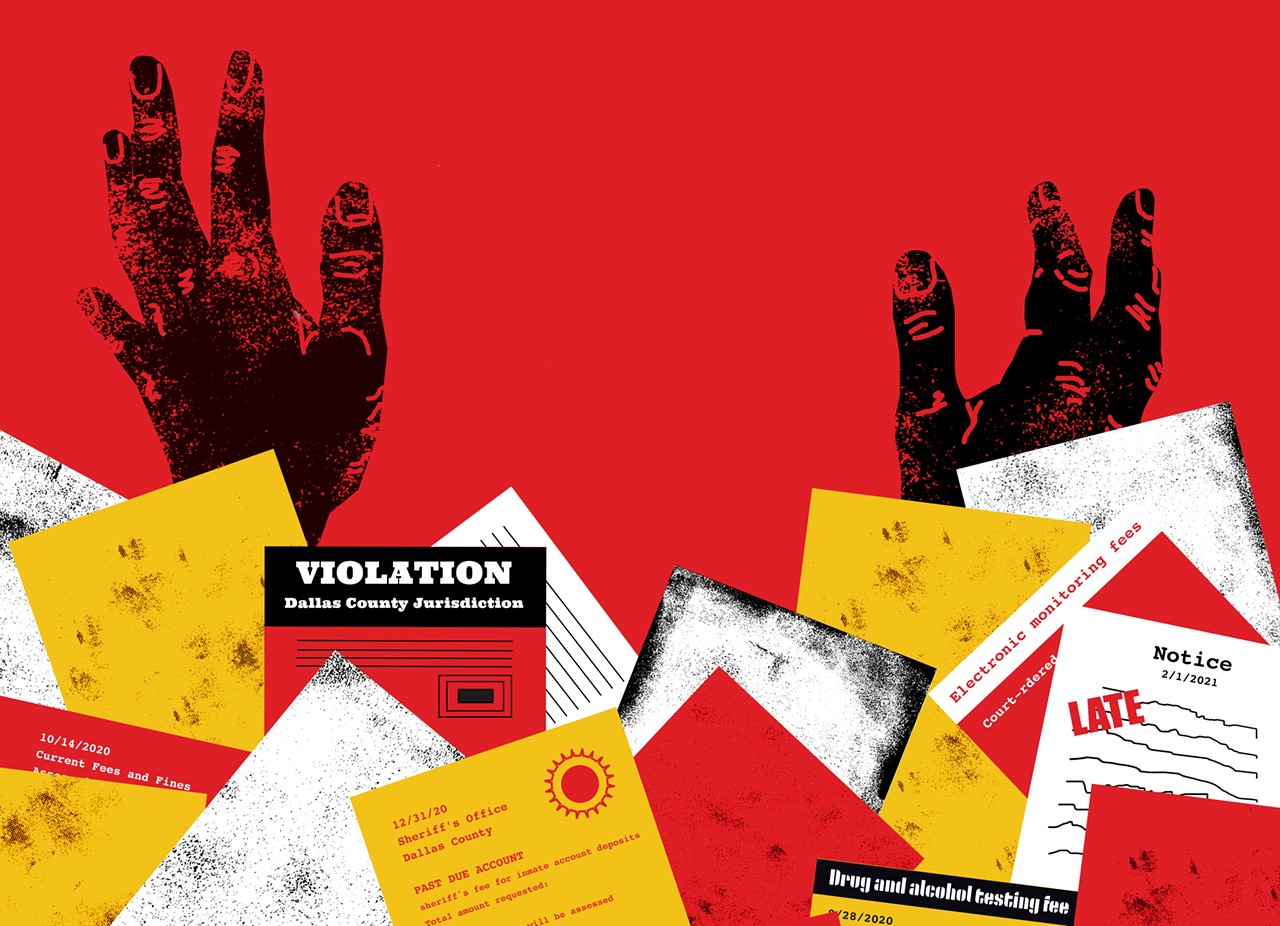 VIOLATION
Dallas County Jurisdiction
10/14/2020
Current Fees and Fines
12/31/20
Sheriff's Office
Dallas County
PAST DUE ACCOUNT
sheriff's fee for inmate account deposits
Total amount requested:
will be assessed
Electronic monitoring fees
Court-rdered
Notice
2/1/2021
LATE
Drug and alcohol testing fee
/28/2020